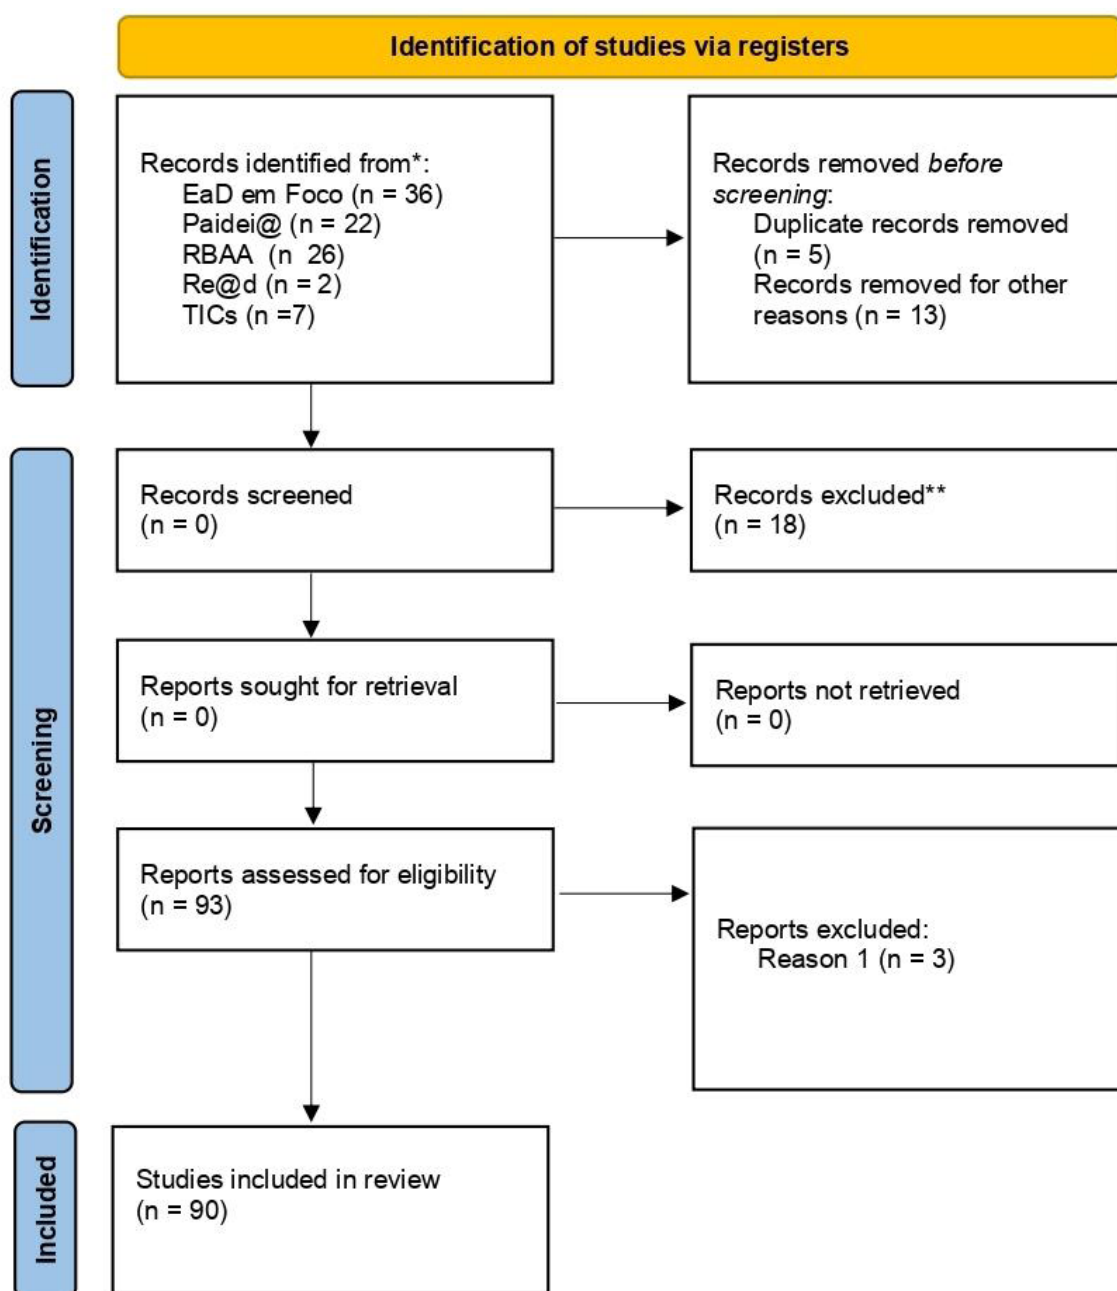 Identification of studies via registers
Identification
Records identified from*:
EaD em Foco (n = 36)
Paidei@ (n = 22)
RBAA (n 26)
Re@d (n = 2)
TICs (n =7)
Records removed before
screening:
Duplicate records removed
(n = 5)
Records removed for other
reasons (n = 13)
Screening
Records screened
(n = 0)
Records excluded**
(n = 18)
Reports sought for retrieval
(n = 0)
Reports not retrieved
(n = 0)
Reports assessed for eligibility
(n = 93)
Reports excluded:
Reason 1 (n = 3)
Included
Studies included in review
(n = 90)